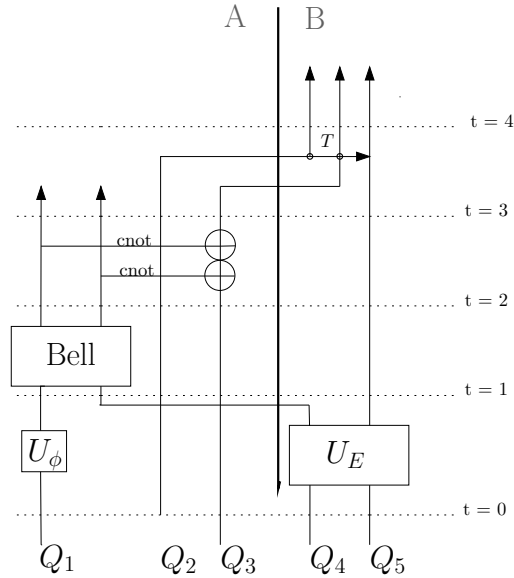 A B
t = 4
T
t = 3
cnot
cnot
t = 2
Bell
t = 1
U_ϕ U_E
t = 0
Q_1 Q_2 Q_3 Q_4 Q_5